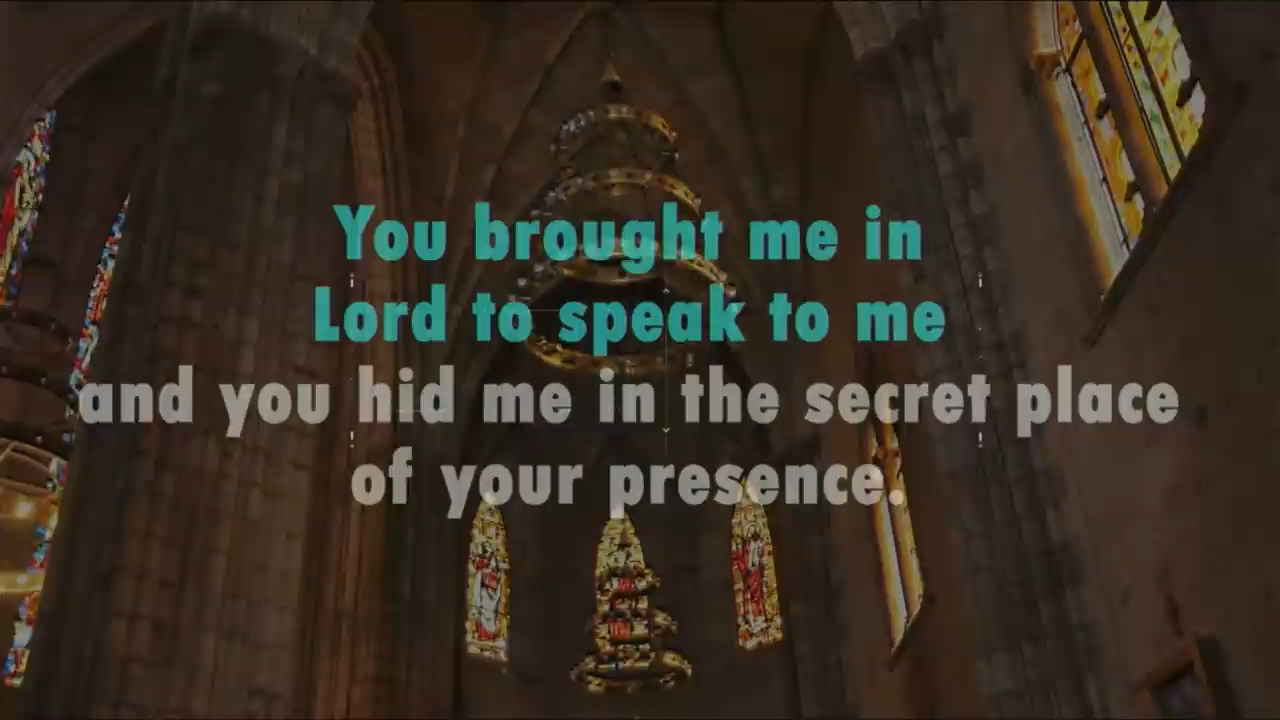 You brought me in
Lord to speak to me
and you hid me in the secret place
of your presence.